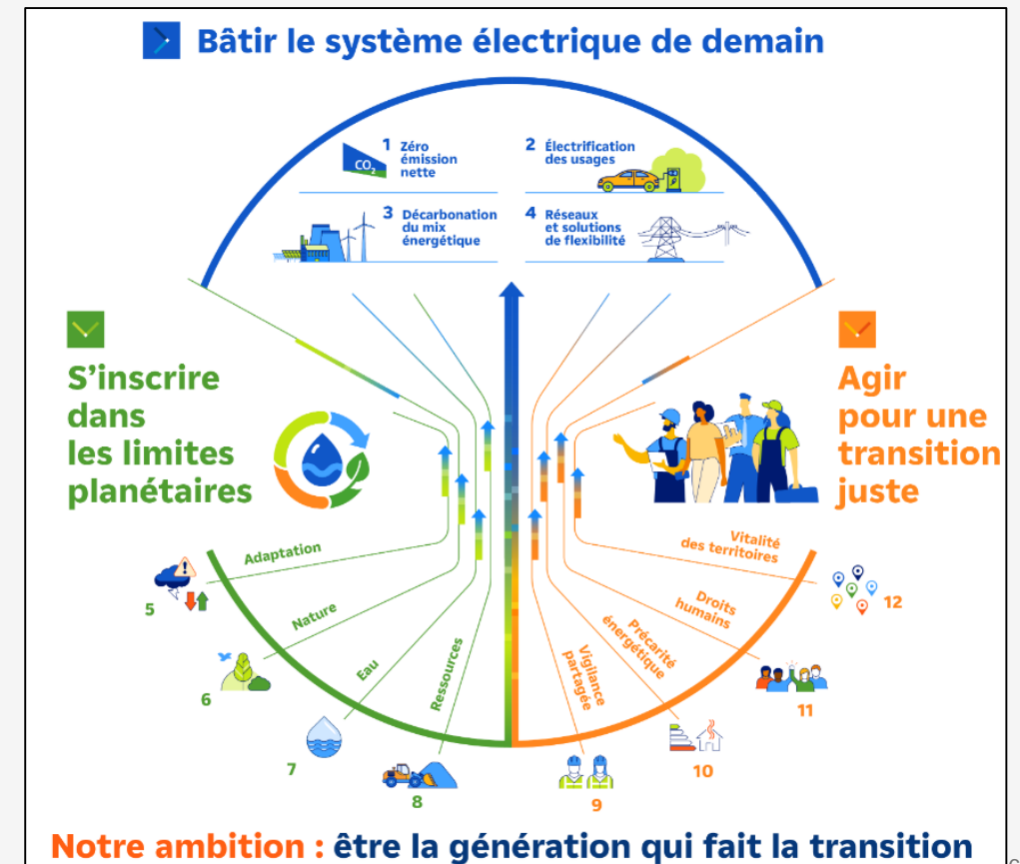 Bâtir le système électrique de demain
1 Zéro
émission
nette
CO2
2 Électrification
des usages
3 Décarbonation
du mix
énergétique
4 Réseaux
et solutions
de flexibilité
S'inscrire
dans
les limites
planétaires
Agir
pour une
transition
juste
Adaptation
5
Nature
6
Eau
7
Ressources
8
Vigilance
partagée
9
Précarité
énergétique
10
Droits
humains
11
Vitalité
des territoires
12
Notre ambition : être la génération qui fait la transition